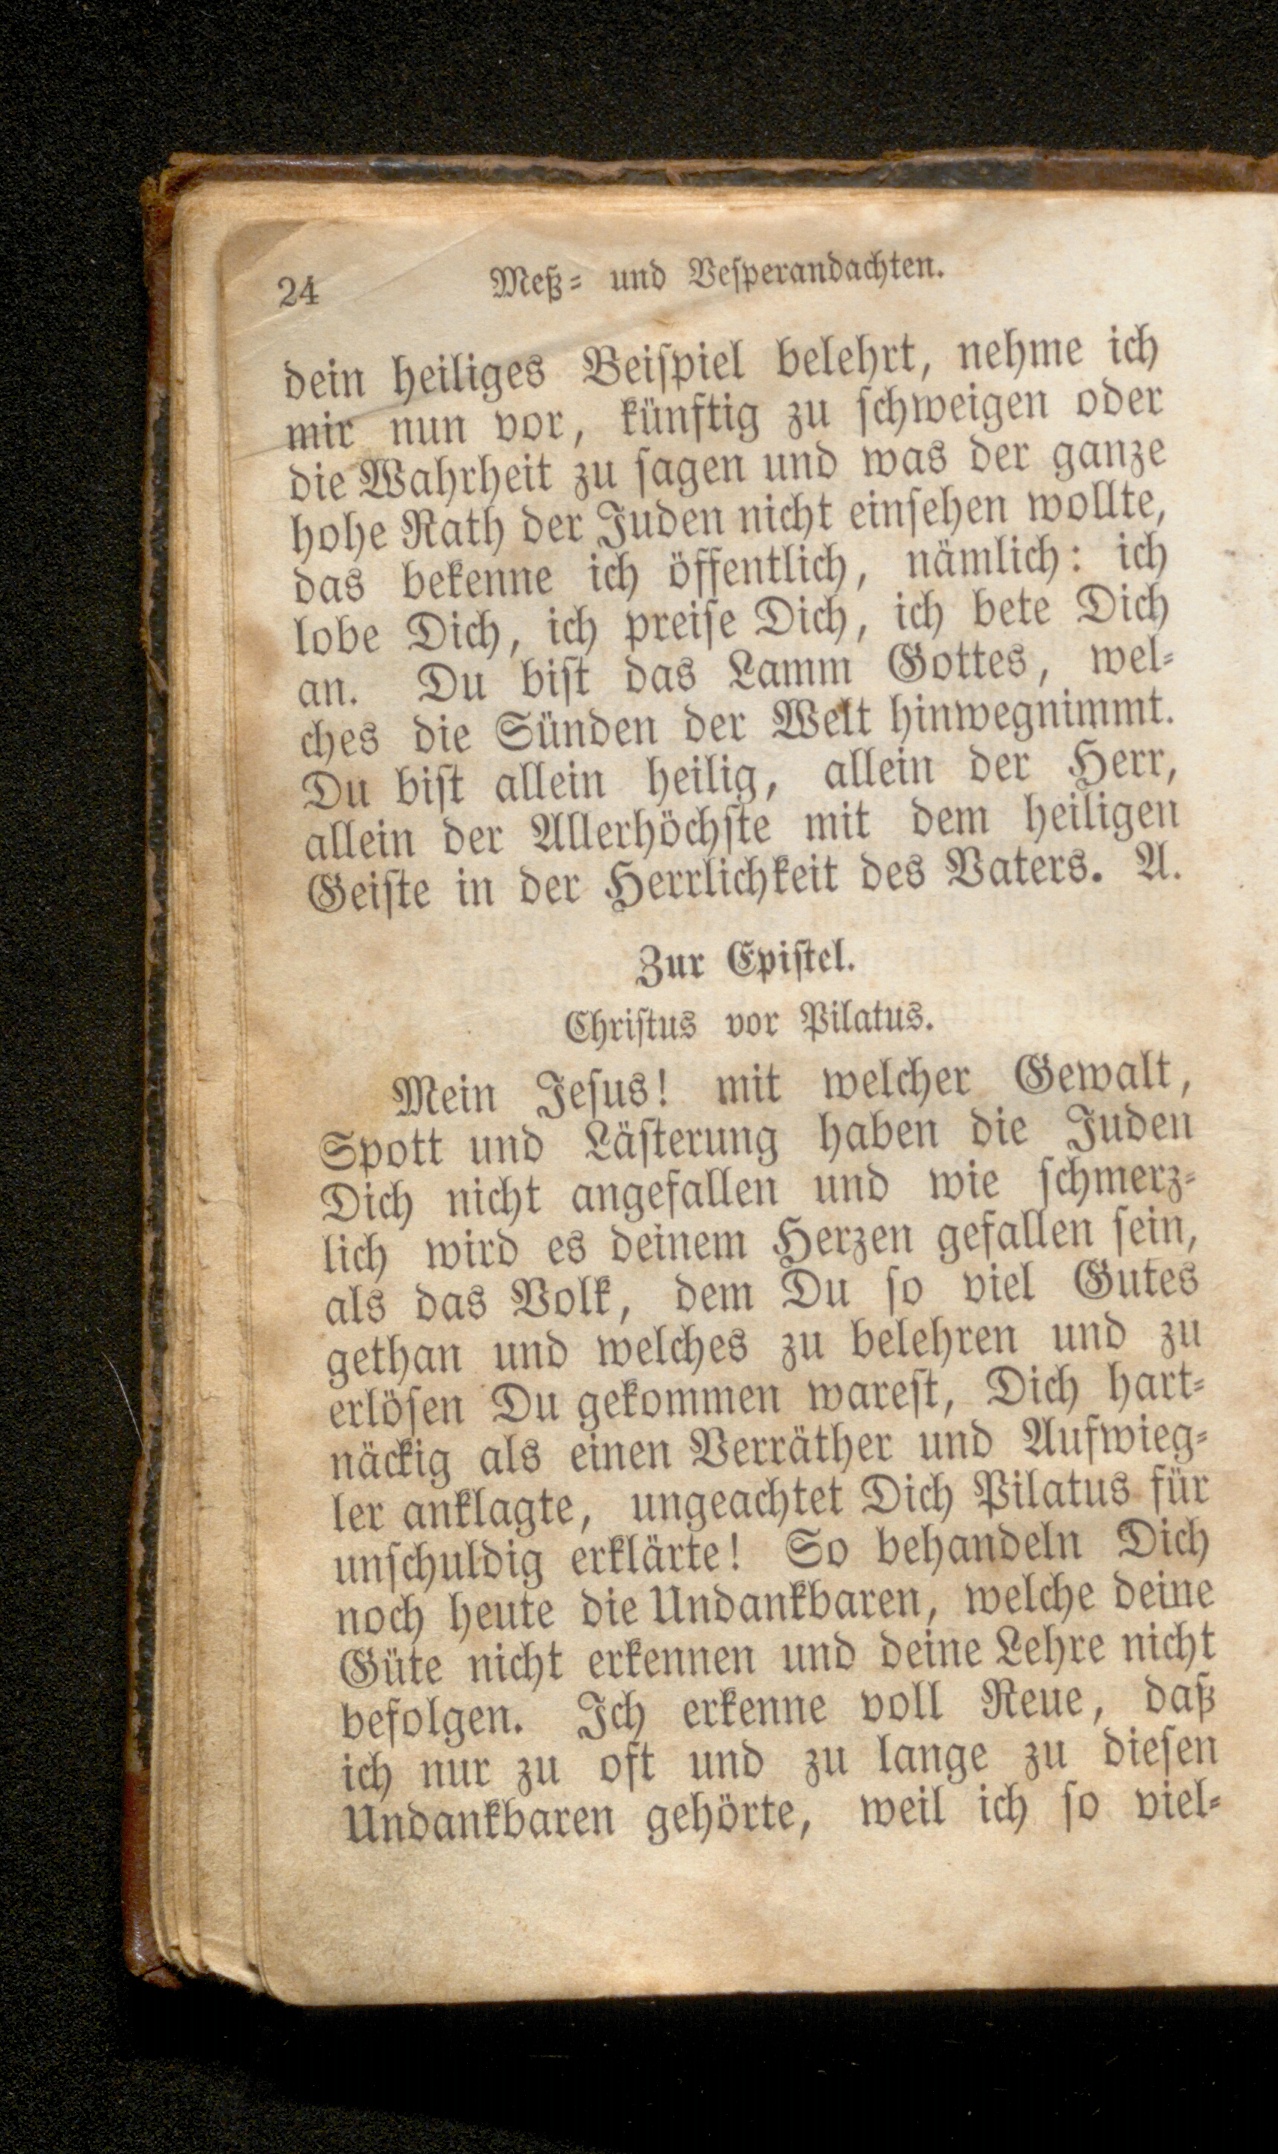 24 Meß- und Vesperandachten.
dein heiliges Beispiel belehrt, nehme ich
mir nun vor, künftig zu schweigen oder
die Wahrheit zu sagen und was der ganze
hohe Rath der Juden nicht einsehen wollte,
das bekenne ich öffentlich, nämlich: ich
lobe Dich, ich preise Dich, ich bete Dich
an. Du bist das Lamm Gottes, wel-
ches die Sünden der Welt hinwegnimmt.
Du bist allein heilig, allein der Herr,
allein der Allerhöchste mit dem heiligen
Geiste in der Herrlichkeit des Vaters. A.
Zur Epistel.
Christus vor Pilatus.
Mein Jesus! mit welcher Gewalt,
Spott und Lästerung haben die Juden
Dich nicht angefallen und wie schmerz-
lich wird es deinem Herzen gefallen sein,
als das Volk, dem Du so viel Gutes
gethan und welches zu belehren und zu
erlösen Du gekommen warest, Dich hart-
näckig als einen Verräther und Aufwieg-
ler anklagte, ungeachtet Dich Pilatus für
unschuldig erklärte! So behandeln Dich
noch heute die Undankbaren, welche deine
Güte nicht erkennen und deine Lehre nicht
befolgen. Ich erkenne voll Reue, daß
ich nur zu oft und zu lange zu diesen
Undankbaren gehörte, weil ich so viel-